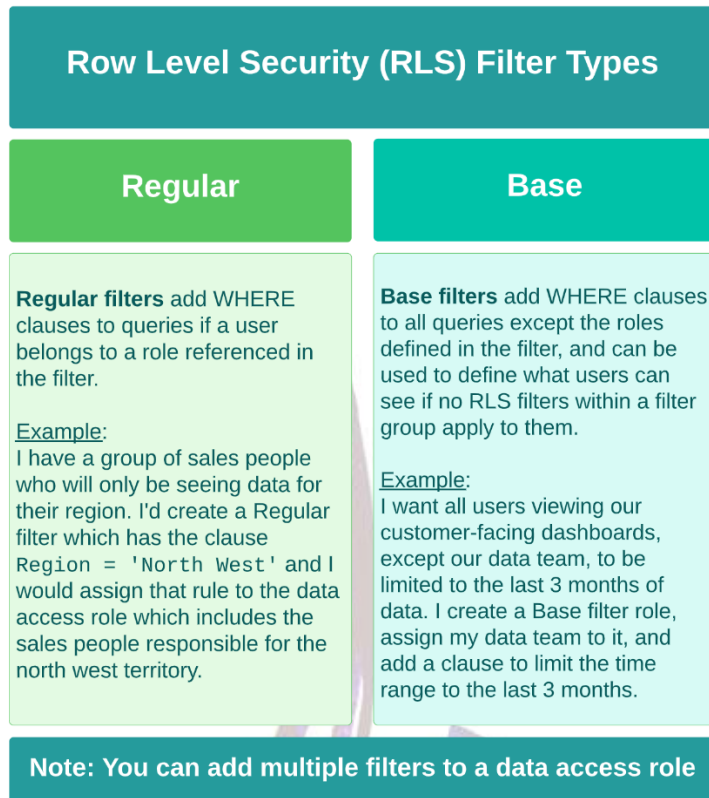 Row Level Security (RLS) Filter Types
Regular
Regular filters add WHERE
clauses to queries if a user
belongs to a role referenced in
the filter.
Example:
I have a group of sales people
who will only be seeing data for
their region. I'd create a Regular
filter which has the clause
Region = 'North West' and I
would assign that rule to the data
access role which includes the
sales people responsible for the
north west territory.
Base
Base filters add WHERE clauses
to all queries except the roles
defined in the filter, and can be
used to define what users can
see if no RLS filters within a filter
group apply to them.
Example:
I want all users viewing our
customer-facing dashboards,
except our data team, to be
limited to the last 3 months of
data. I create a Base filter role,
assign my data team to it, and
add a clause to limit the time
range to the last 3 months.
Note: You can add multiple filters to a data access role